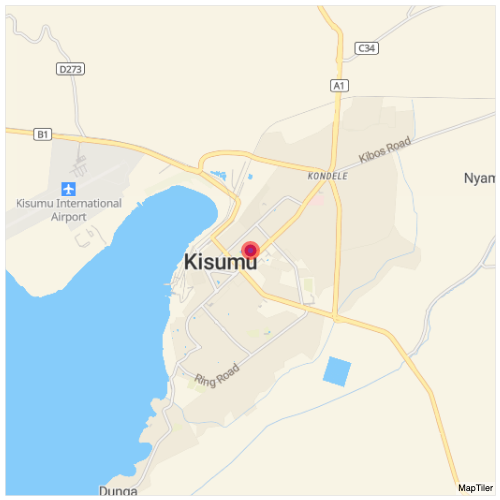 C34
D273
A1
B1
Kibos Road
KONDELE
Nyam
Kisumu International
Airport
Kisumu
Ring Road
Dunga
MapTiler